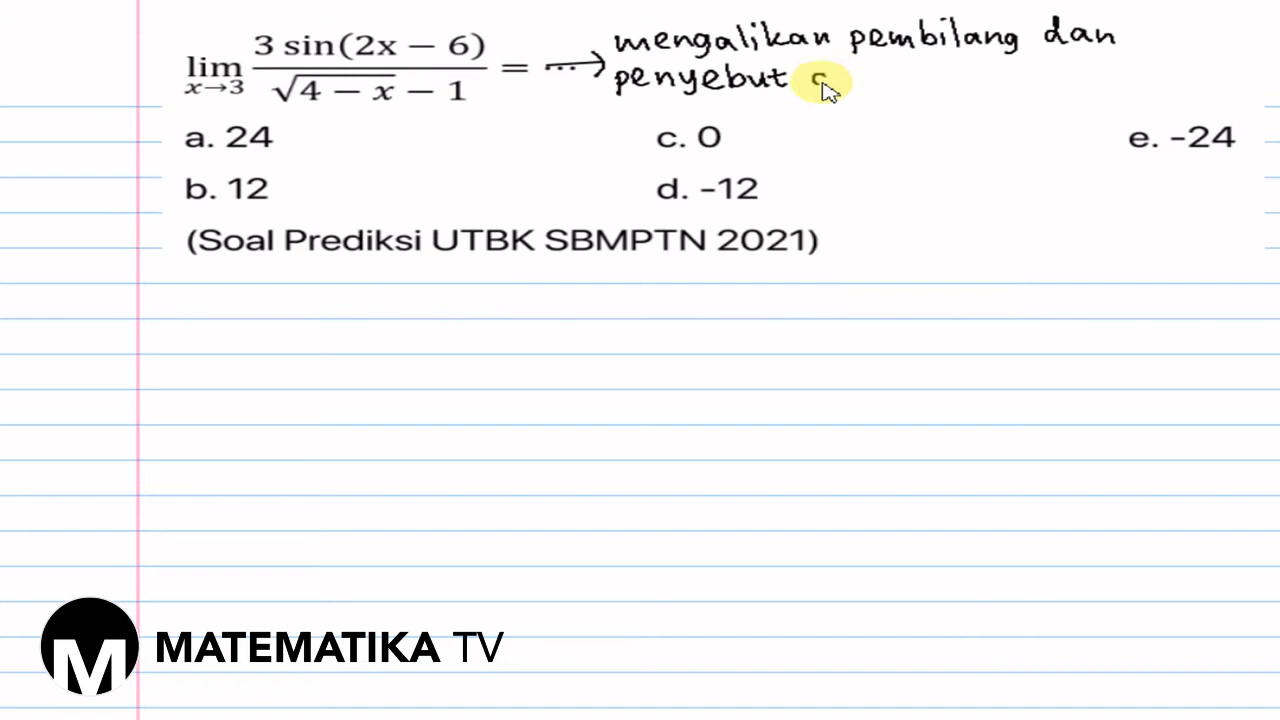 lim x→3 3 sin(2x − 6) / √4 − x − 1 = ... → mengalikan pembilang dan
penyebut
a. 24 c. 0 e. -24
b. 12 d. -12
(Soal Prediksi UTBK SBMPTN 2021)
M MATEMATIKA TV